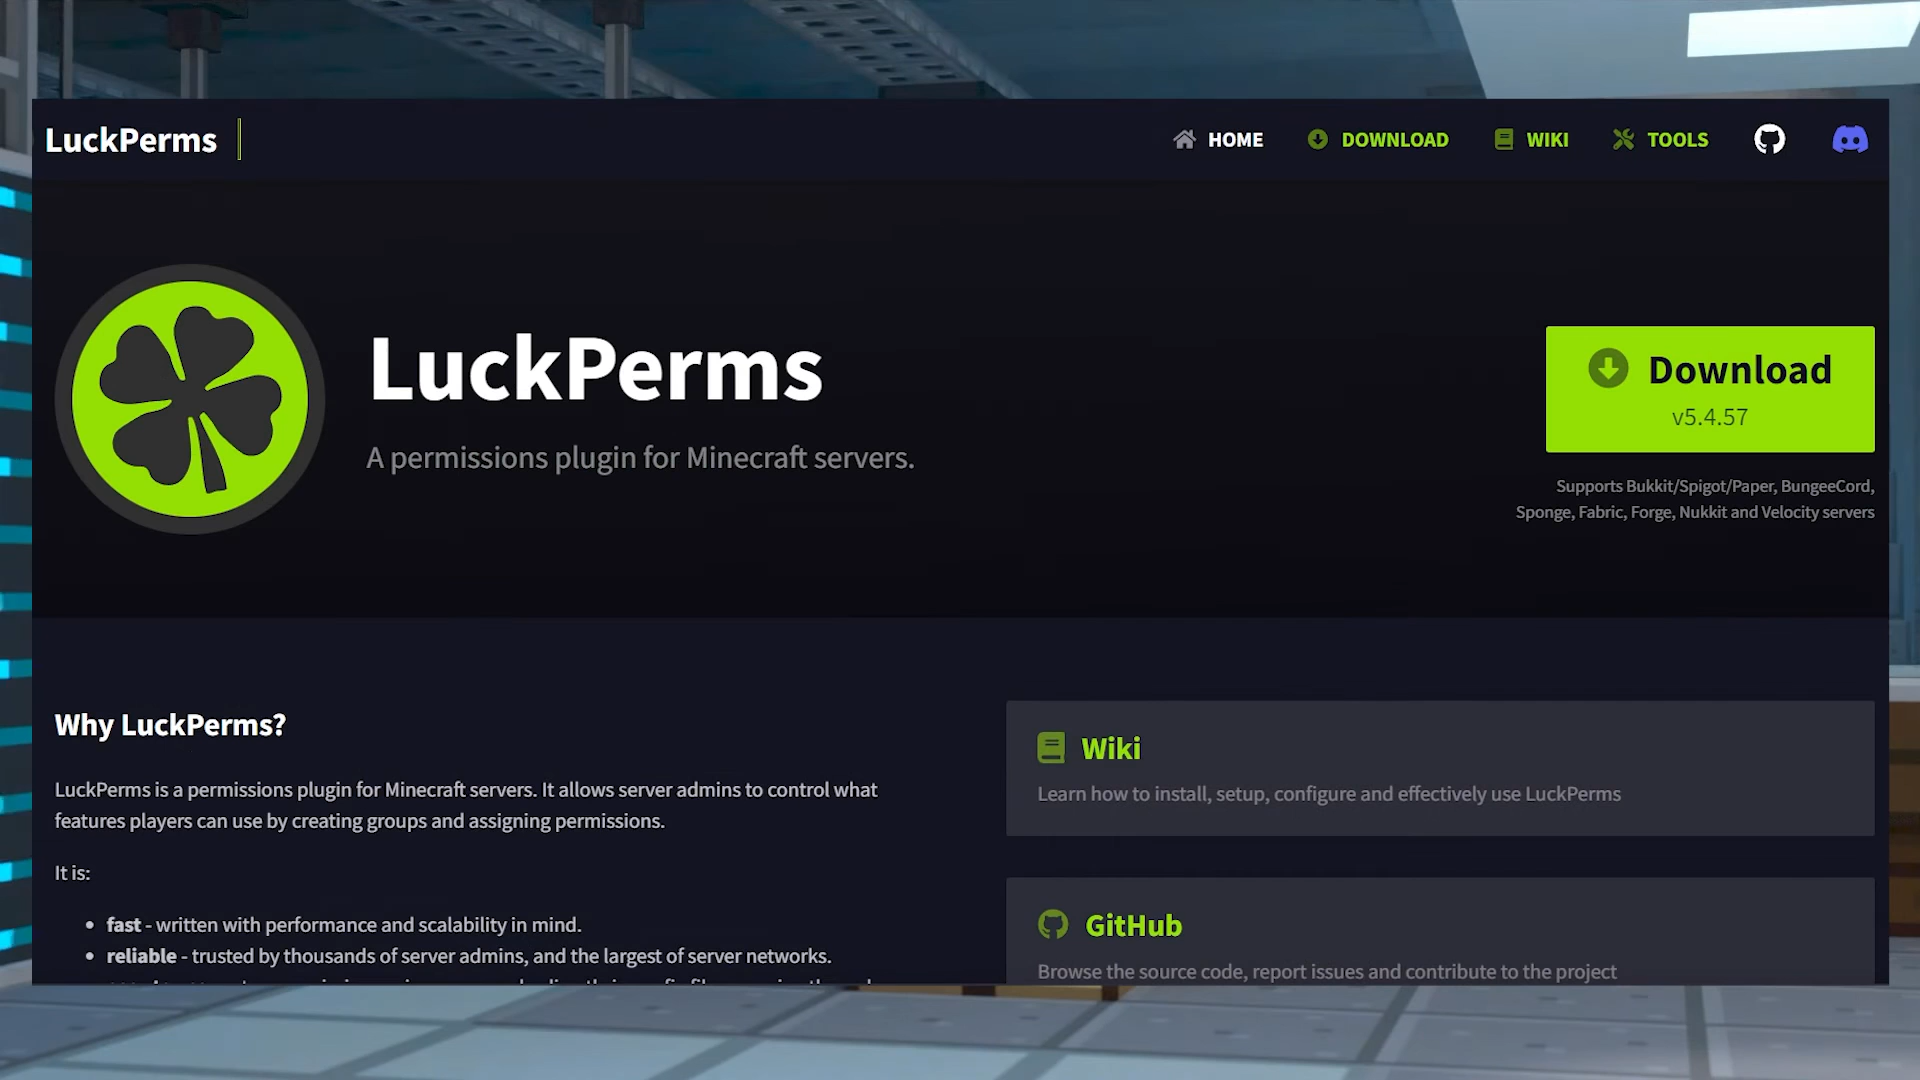 LuckPerms
HOME
DOWNLOAD
WIKI
TOOLS
LuckPerms
A permissions plugin for Minecraft servers.
Download
v5.4.57
Supports Bukkit/Spigot/Paper, BungeeCord,
Sponge, Fabric, Forge, Nukkit and Velocity servers
Why LuckPerms?
LuckPerms is a permissions plugin for Minecraft servers. It allows server admins to control what
features players can use by creating groups and assigning permissions.
It is:
• fast - written with performance and scalability in mind.
• reliable - trusted by thousands of server admins, and the largest of server networks.
Wiki
Learn how to install, setup, configure and effectively use LuckPerms
GitHub
Browse the source code, report issues and contribute to the project